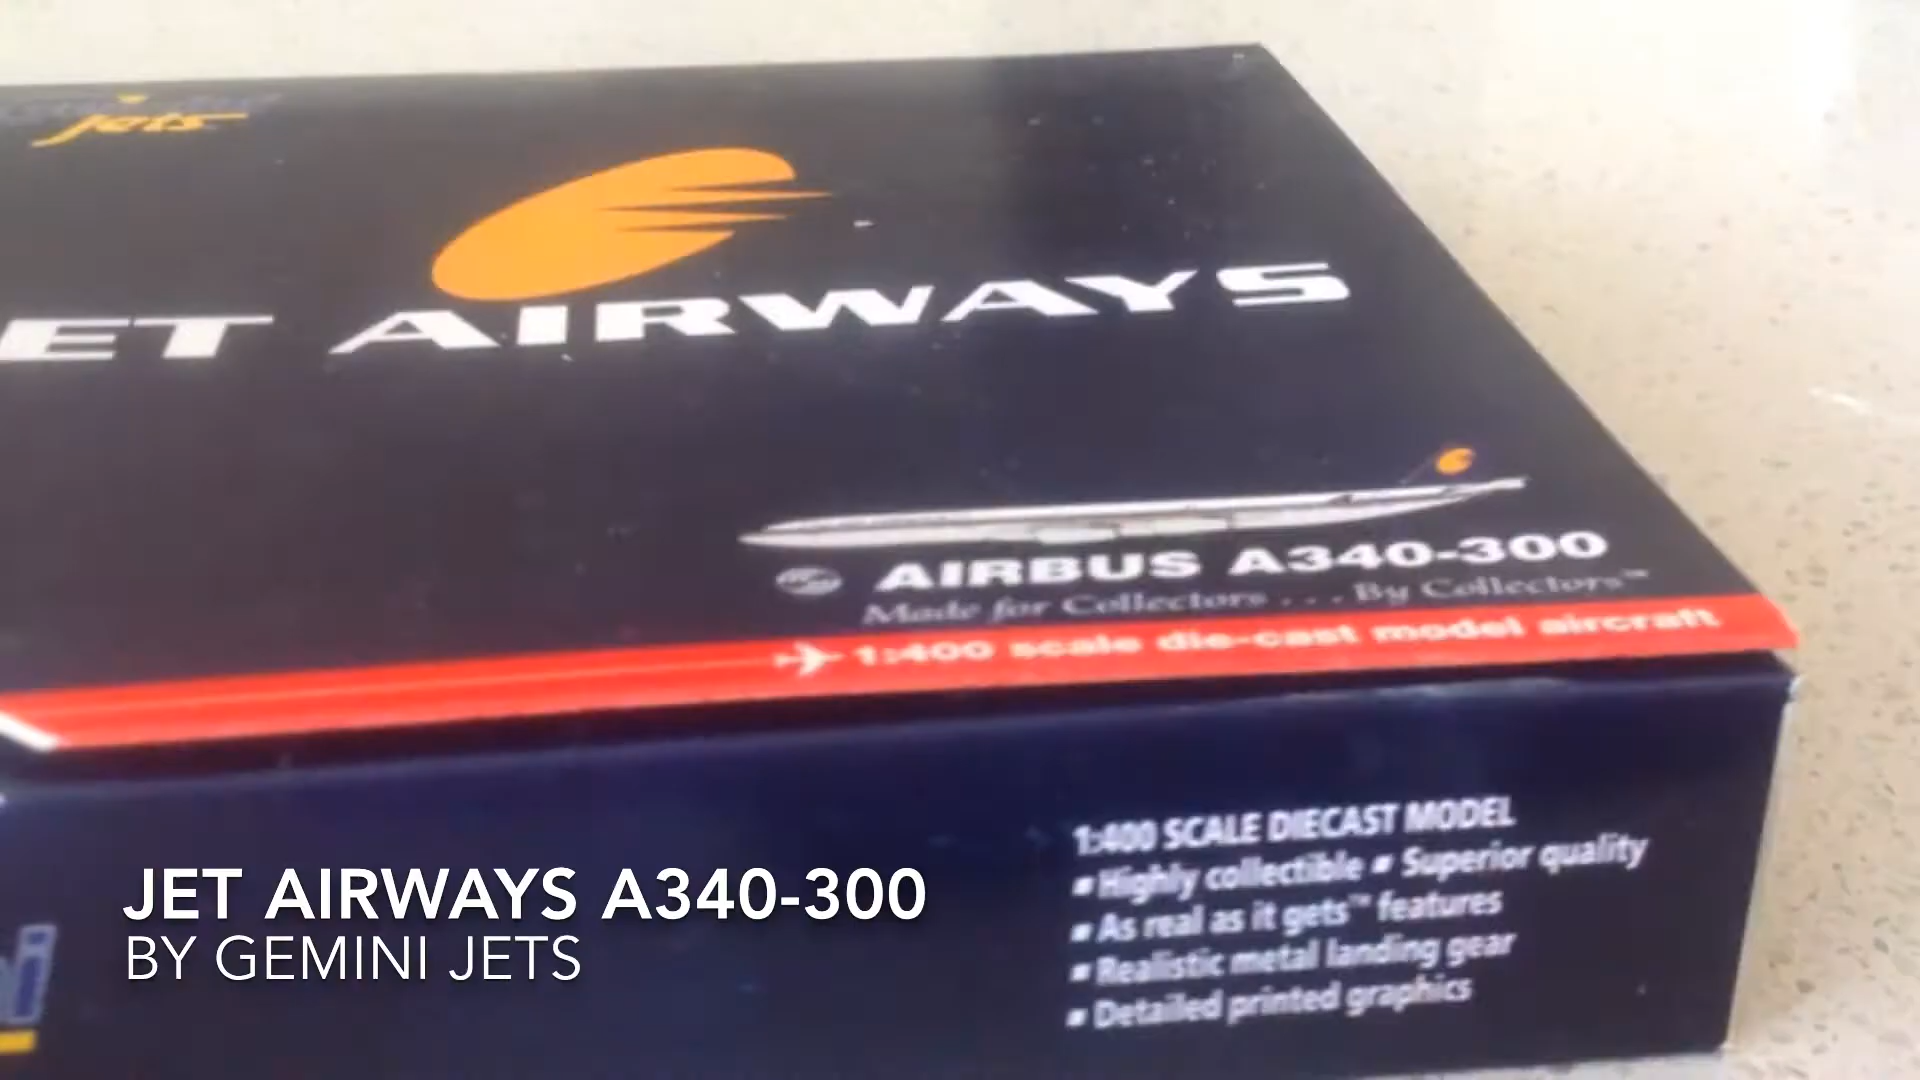 jets
ET AIRWAYS
AIRBUS A340-300
Made for Collectors . . . By Collectors™
1:400 scale die-cast model aircraft
1:400 SCALE DIECAST MODEL
▪ Highly collectible ▪ Superior quality
▪ As real as it gets™ features
▪ Realistic metal landing gear
▪ Detailed printed graphics
JET AIRWAYS A340-300
BY GEMINI JETS